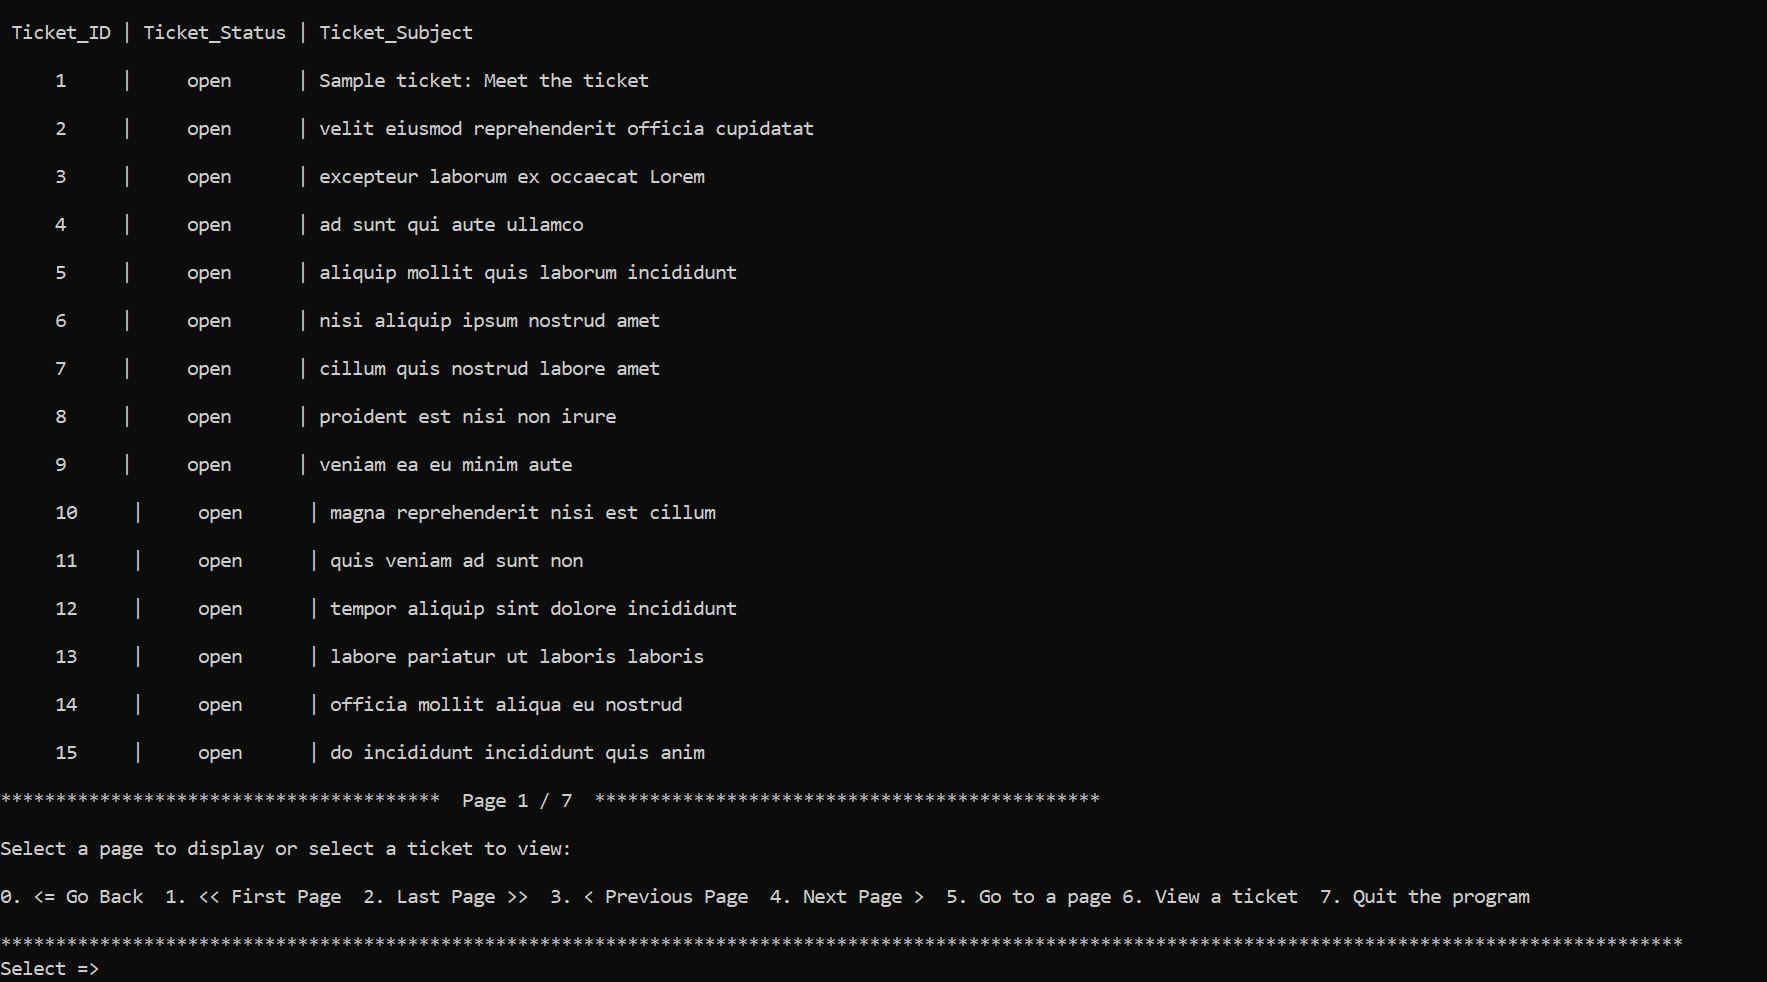 Ticket_ID | Ticket_Status | Ticket_Subject
1 | open | Sample ticket: Meet the ticket
2 | open | velit eiusmod reprehenderit officia cupidatat
3 | open | excepteur laborum ex occaecat Lorem
4 | open | ad sunt qui aute ullamco
5 | open | aliquip mollit quis laborum incididunt
6 | open | nisi aliquip ipsum nostrud amet
7 | open | cillum quis nostrud labore amet
8 | open | proident est nisi non irure
9 | open | veniam ea eu minim aute
10 | open | magna reprehenderit nisi est cillum
11 | open | quis veniam ad sunt non
12 | open | tempor aliquip sint dolore incididunt
13 | open | labore pariatur ut laboris laboris
14 | open | officia mollit aliqua eu nostrud
15 | open | do incididunt incididunt quis anim
**************************************** Page 1 / 7 **********************************************
Select a page to display or select a ticket to view:
0. <= Go Back 1. << First Page 2. Last Page >> 3. < Previous Page 4. Next Page > 5. Go to a page 6. View a ticket 7. Quit the program
*********************************************************************************************************************************************************
Select =>